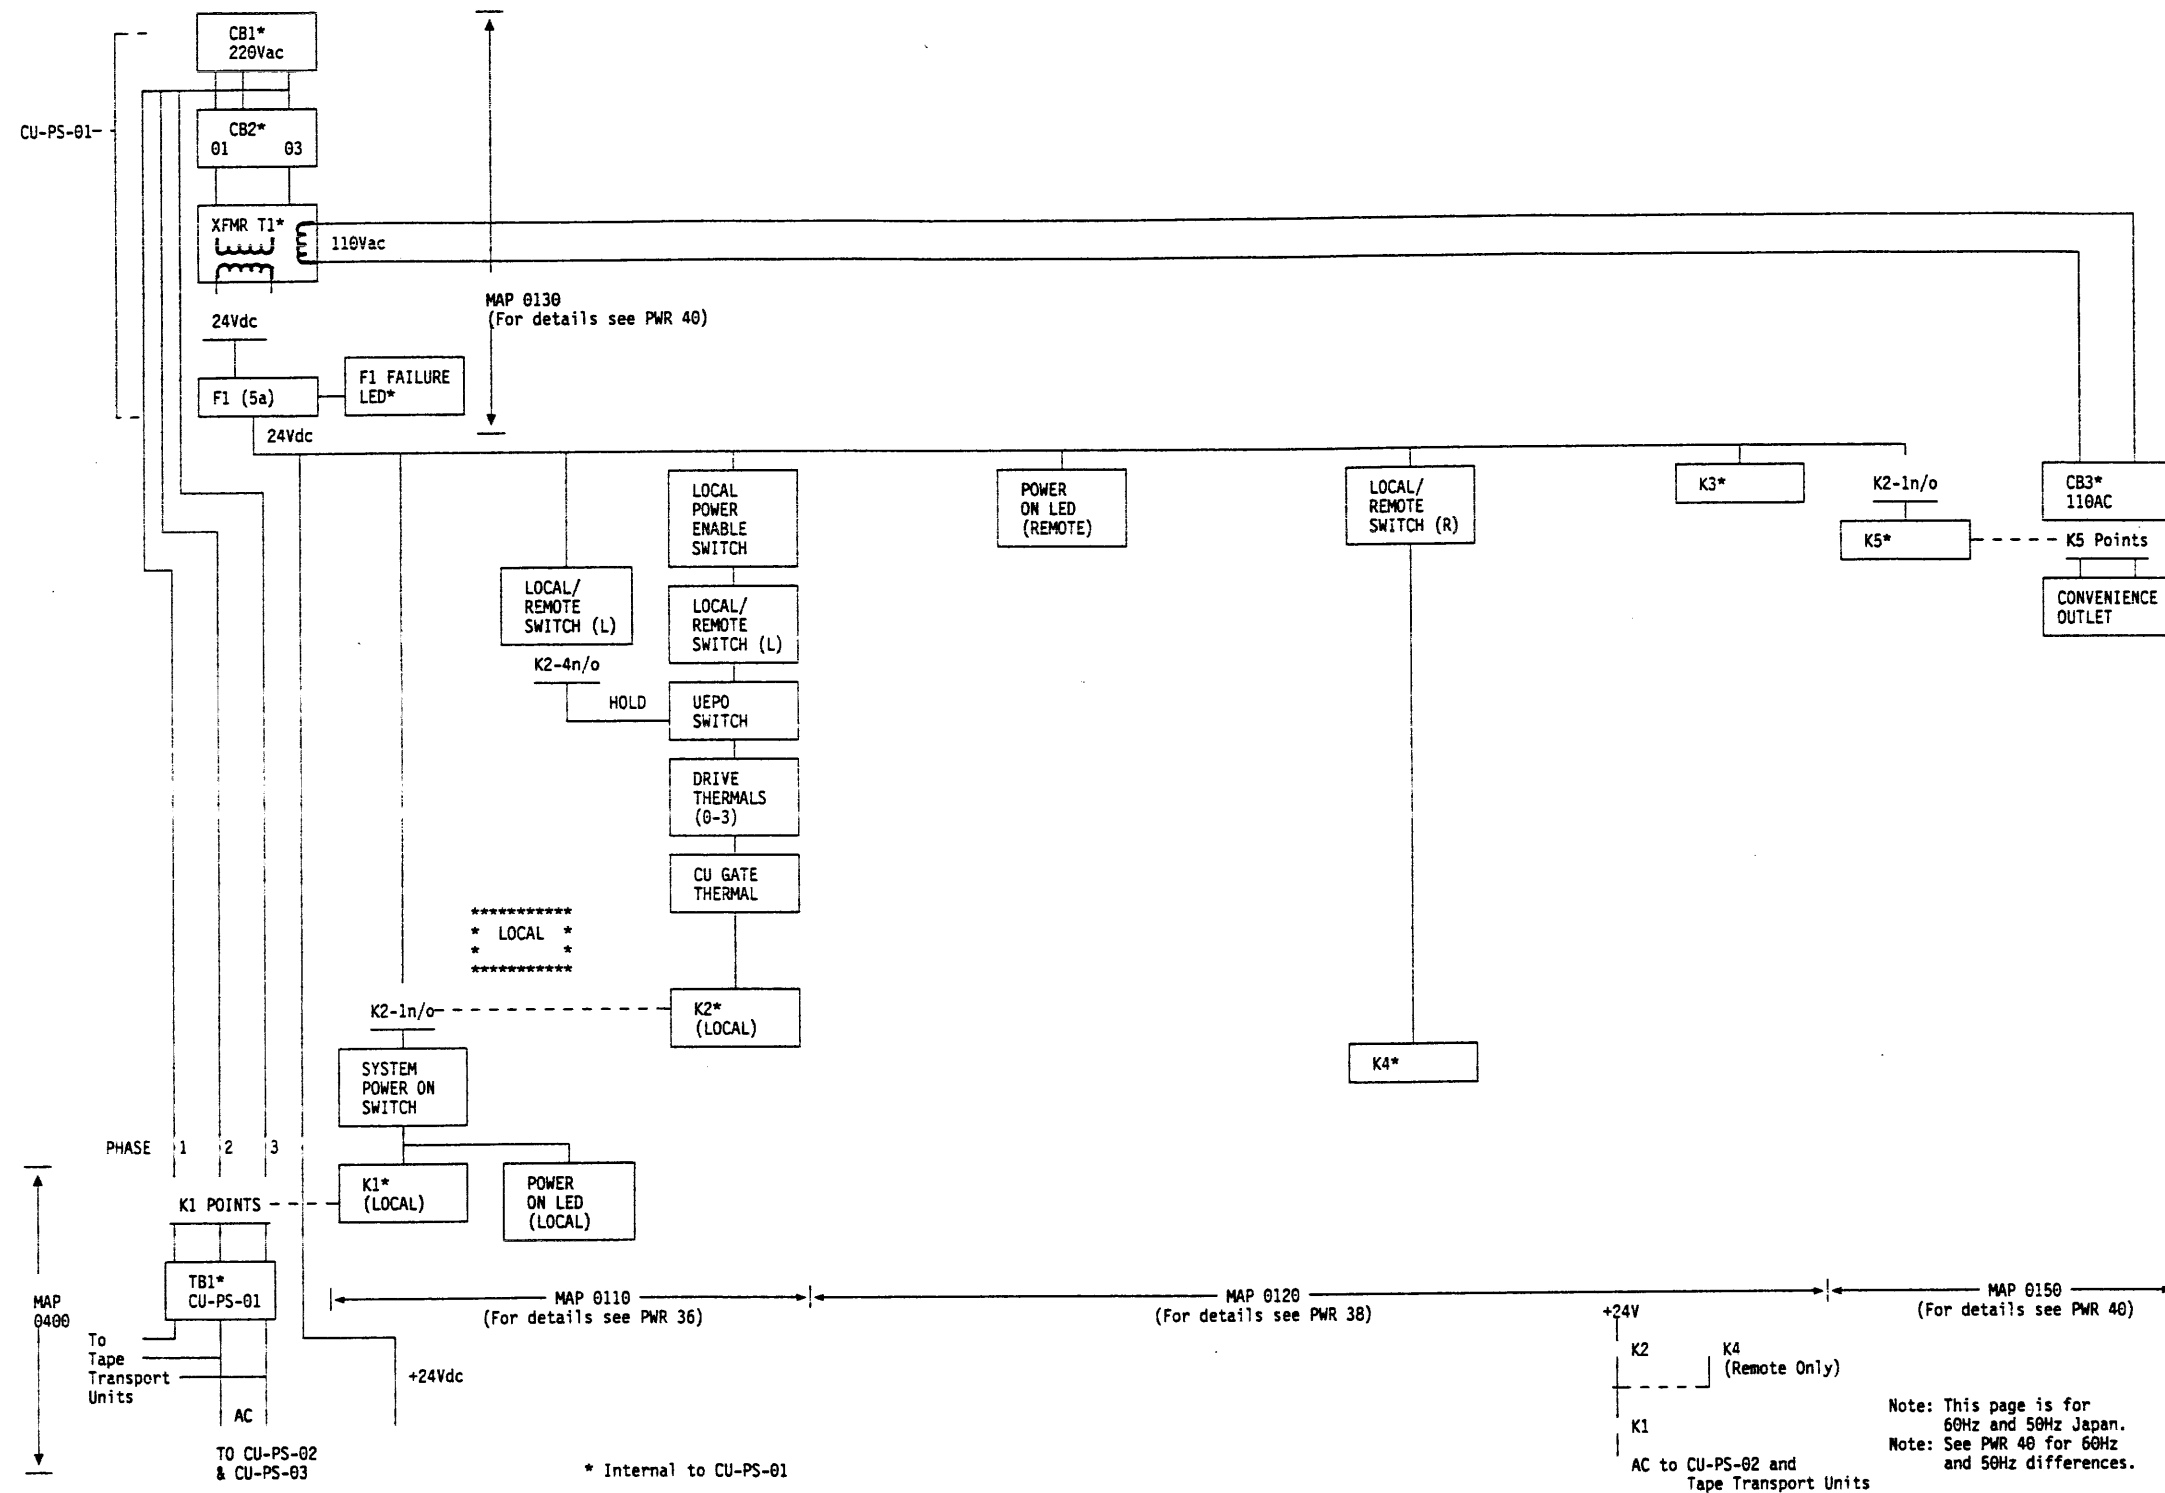 CB1*
220Vac
CU-PS-01
CB2*
01 03
XFMR T1*
110Vac
MAP 0130
(For details see PWR 40)
24Vdc
F1 FAILURE
LED*
F1 (5a)
24Vdc
LOCAL
POWER
ENABLE
SWITCH
POWER
ON LED
(REMOTE)
LOCAL/
REMOTE
SWITCH (R)
K3*
K2-1n/o
CB3*
110AC
K5*
K5 Points
CONVENIENCE
OUTLET
LOCAL/
REMOTE
SWITCH (L)
LOCAL/
REMOTE
SWITCH (L)
K2-4n/o
HOLD
UEPO
SWITCH
DRIVE
THERMALS
(0-3)
CU GATE
THERMAL
***********
* LOCAL *
* *
***********
K2-1n/o
K2*
(LOCAL)
SYSTEM
POWER ON
SWITCH
K4*
PHASE 1 2 3
K1*
(LOCAL)
POWER
ON LED
(LOCAL)
K1 POINTS
TB1*
CU-PS-01
MAP
0400
MAP 0110
(For details see PWR 36)
MAP 0120
(For details see PWR 38)
MAP 0150
(For details see PWR 40)
To
Tape
Transport
Units
+24Vdc
AC
TO CU-PS-02
& CU-PS-03
* Internal to CU-PS-01
+24V
K2
K4
(Remote Only)
K1
AC to CU-PS-02 and
Tape Transport Units
Note: This page is for
60Hz and 50Hz Japan.
Note: See PWR 40 for 60Hz
and 50Hz differences.